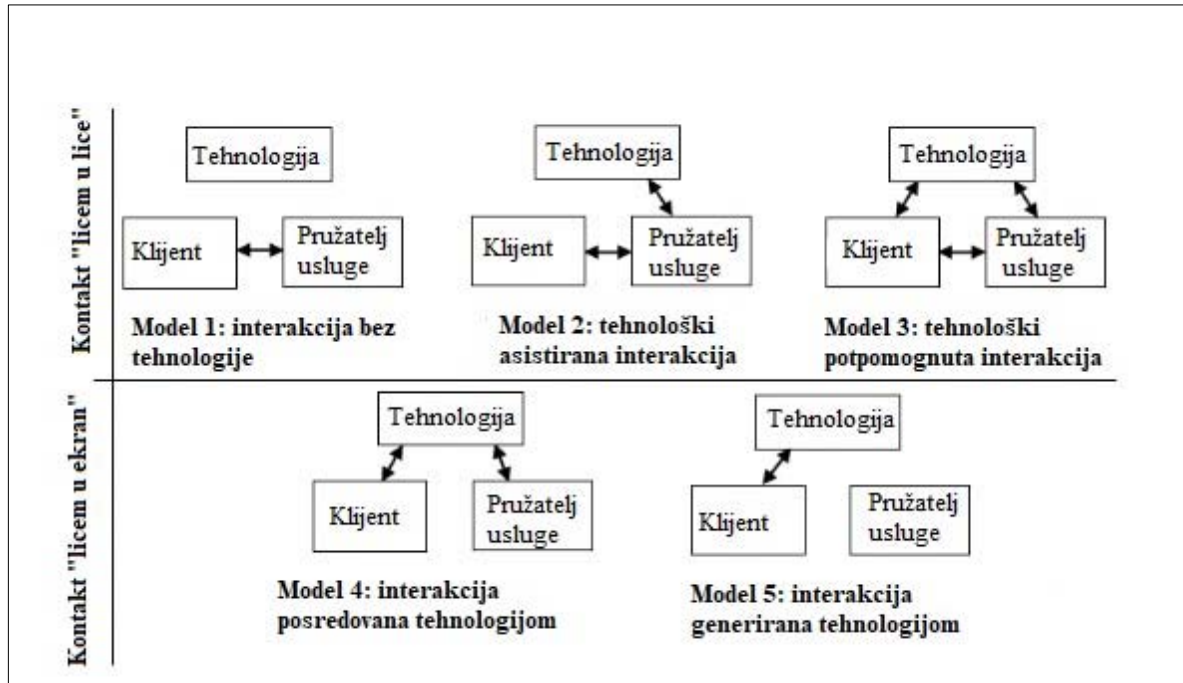 Kontakt "licem u lice"
Tehnologija
Klijent
Pružatelj
usluge
Model 1: interakcija bez
tehnologije
Tehnologija
Klijent
Pružatelj
usluge
Model 2: tehnološki
asistirana interakcija
Tehnologija
Klijent
Pružatelj
usluge
Model 3: tehnološki
potpomognuta interakcija
Kontakt "licem u ekran"
Tehnologija
Klijent
Pružatelj
usluge
Model 4: interakcija
posredovana tehnologijom
Tehnologija
Klijent
Pružatelj
usluge
Model 5: interakcija
generirana tehnologijom